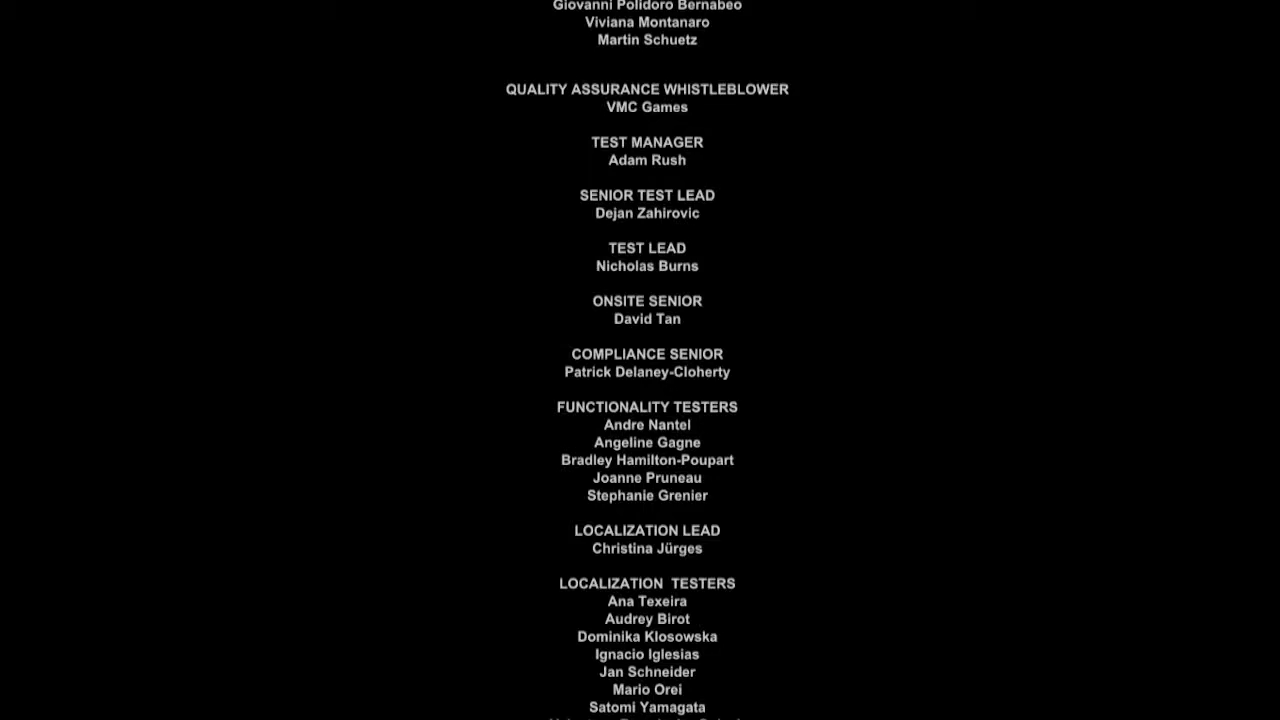 Giovanni Polidoro Bernabeo
Viviana Montanaro
Martin Schuetz
QUALITY ASSURANCE WHISTLEBLOWER
VMC Games
TEST MANAGER
Adam Rush
SENIOR TEST LEAD
Dejan Zahirovic
TEST LEAD
Nicholas Burns
ONSITE SENIOR
David Tan
COMPLIANCE SENIOR
Patrick Delaney-Cloherty
FUNCTIONALITY TESTERS
Andre Nantel
Angeline Gagne
Bradley Hamilton-Poupart
Joanne Pruneau
Stephanie Grenier
LOCALIZATION LEAD
Christina Jürges
LOCALIZATION  TESTERS
Ana Texeira
Audrey Birot
Dominika Klosowska
Ignacio Iglesias
Jan Schneider
Mario Orei
Satomi Yamagata